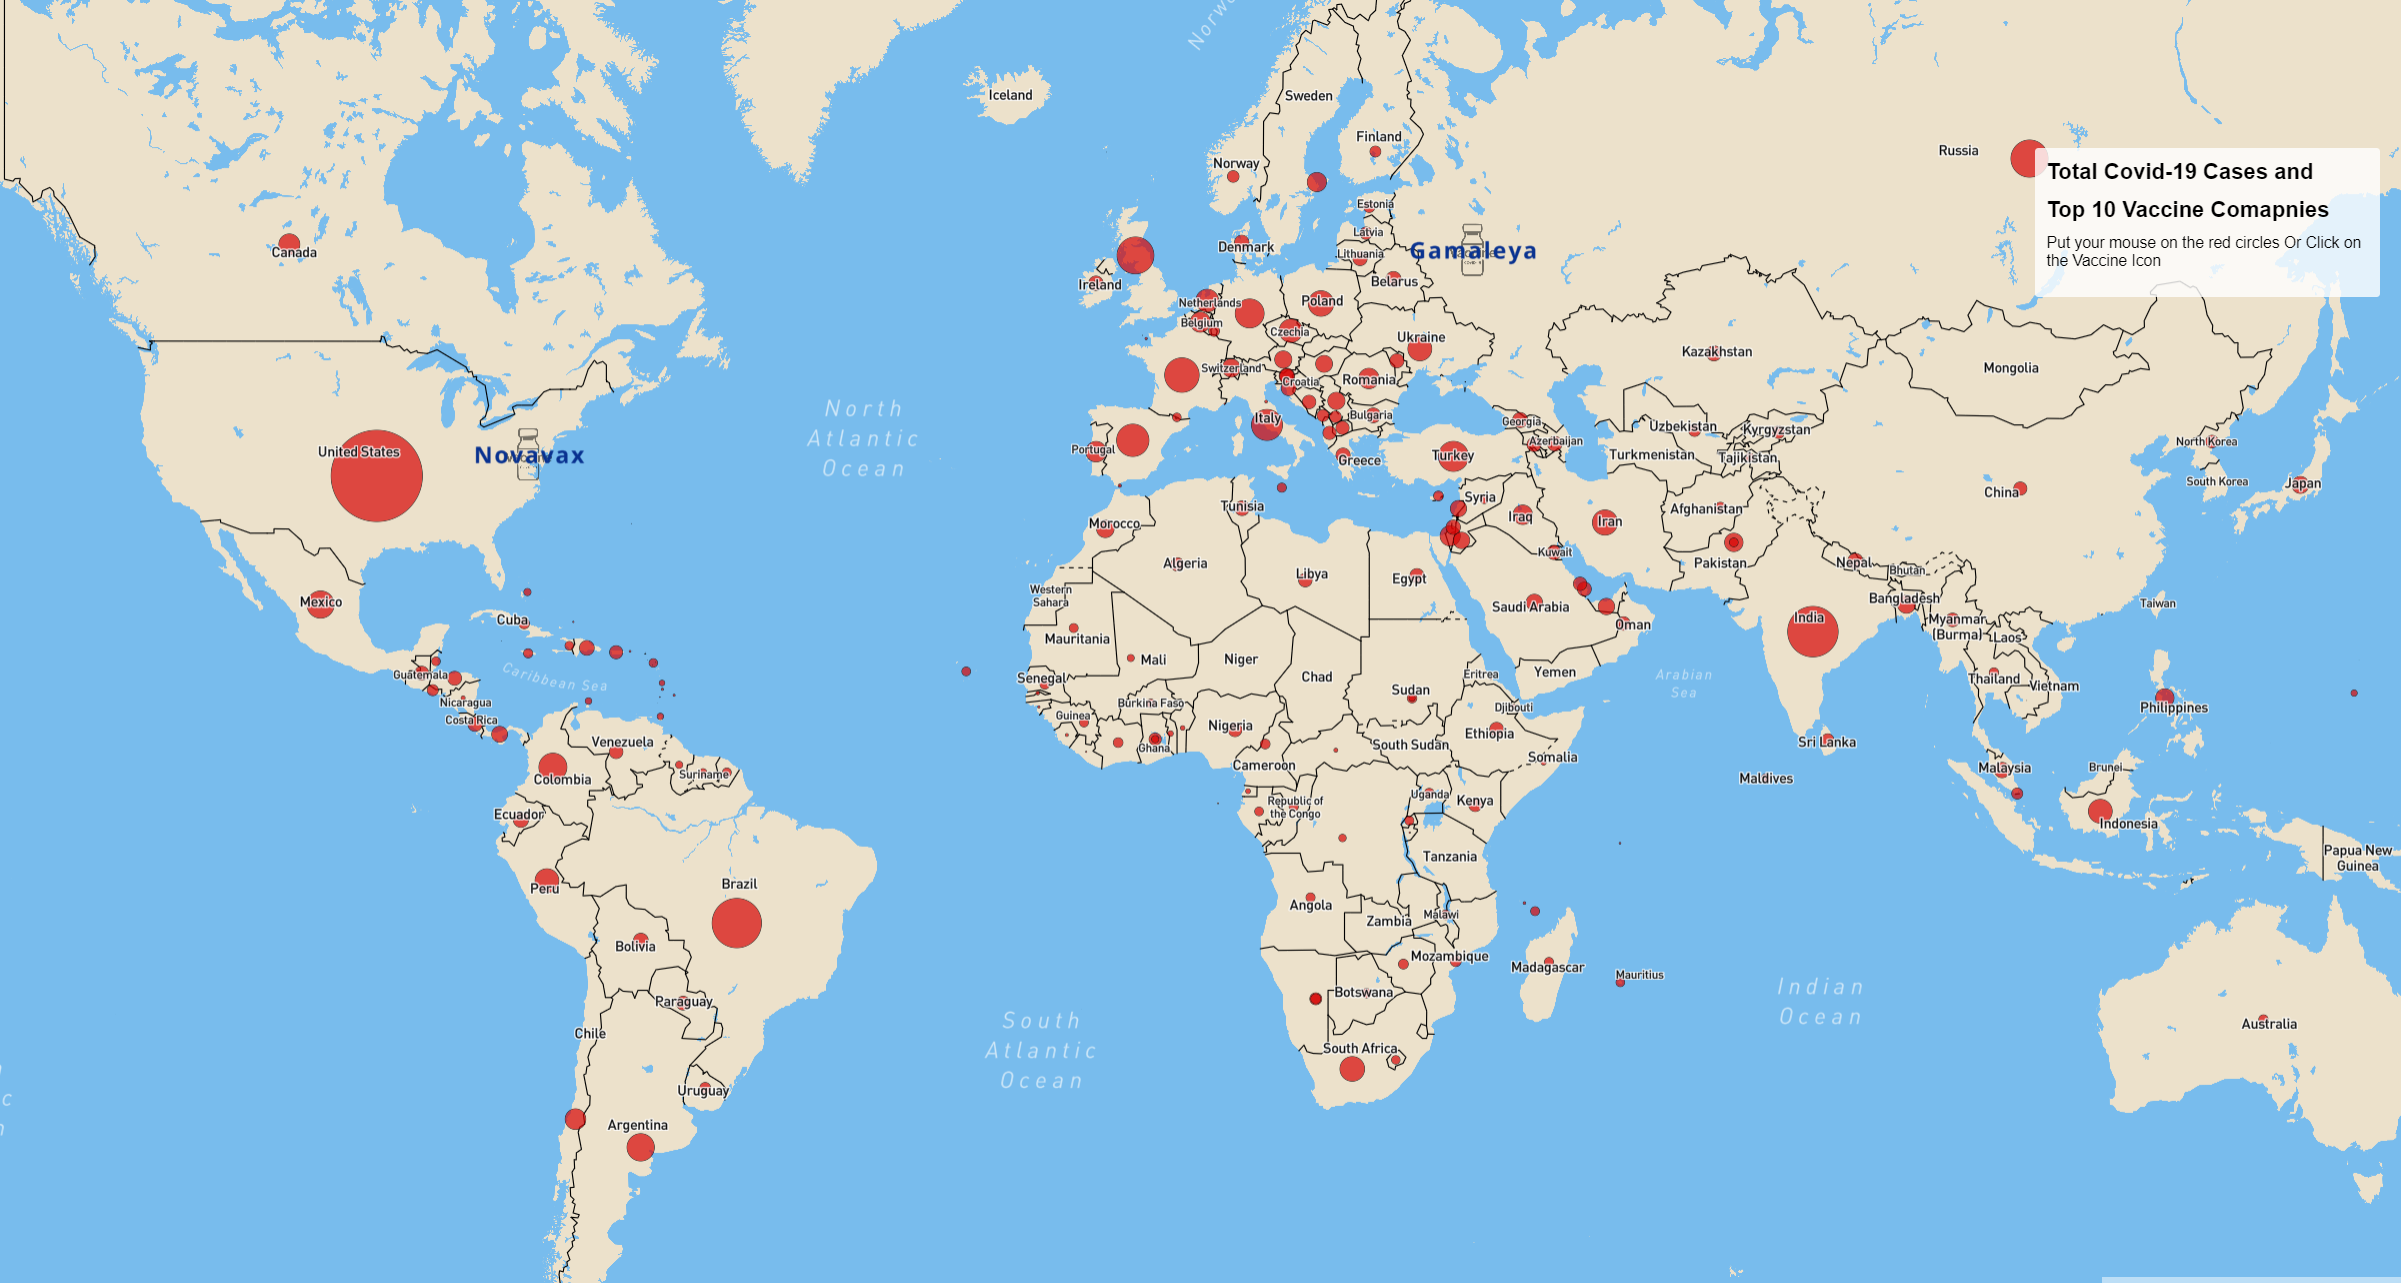 Norw
Iceland
Sweden
Finland
Norway
Russia
Total Covid-19 Cases and
Top 10 Vaccine Comapnies
Put your mouse on the red circles Or Click on
the Vaccine Icon
Estonia
Latvia
Lithuania
Denmark
Gamaleya
Canada
Ireland
Belarus
Netherlands
Poland
Belgium
Czechia
Ukraine
Kazakhstan
Mongolia
Switzerland
Croatia
Romania
North
Atlantic
Ocean
Italy
Bulgaria
Georgia
Uzbekistan
Kyrgyzstan
Azerbaijan
North Korea
Portugal
United States
Novavax
Greece
Turkey
Turkmenistan
Tajikistan
South Korea
Japan
China
Syria
Tunisia
Afghanistan
Iraq
Iran
Morocco
Kuwait
Algeria
Pakistan
Nepal
Bhutan
Libya
Egypt
Western
Sahara
Mexico
Saudi Arabia
Bangladesh
Taiwan
Cuba
Oman
India
Myanmar
(Burma)
Laos
Mauritania
Mali
Niger
Caribbean Sea
Guatemala
Senegal
Chad
Eritrea
Yemen
Arabian
Sea
Thailand
Vietnam
Sudan
Nicaragua
Burkina Faso
Djibouti
Philippines
Costa Rica
Guinea
Nigeria
Ethiopia
Venezuela
Ghana
South Sudan
Sri Lanka
Cameroon
Somalia
Malaysia
Brunei
Colombia
Suriname
Maldives
Uganda
Kenya
Republic of
the Congo
Ecuador
Indonesia
Tanzania
Papua New
Guinea
Peru
Brazil
Angola
Zambia
Malawi
Bolivia
Mozambique
Madagascar
Mauritius
Botswana
Indian
Ocean
Paraguay
Chile
South
Atlantic
Ocean
Australia
South Africa
Uruguay
Argentina